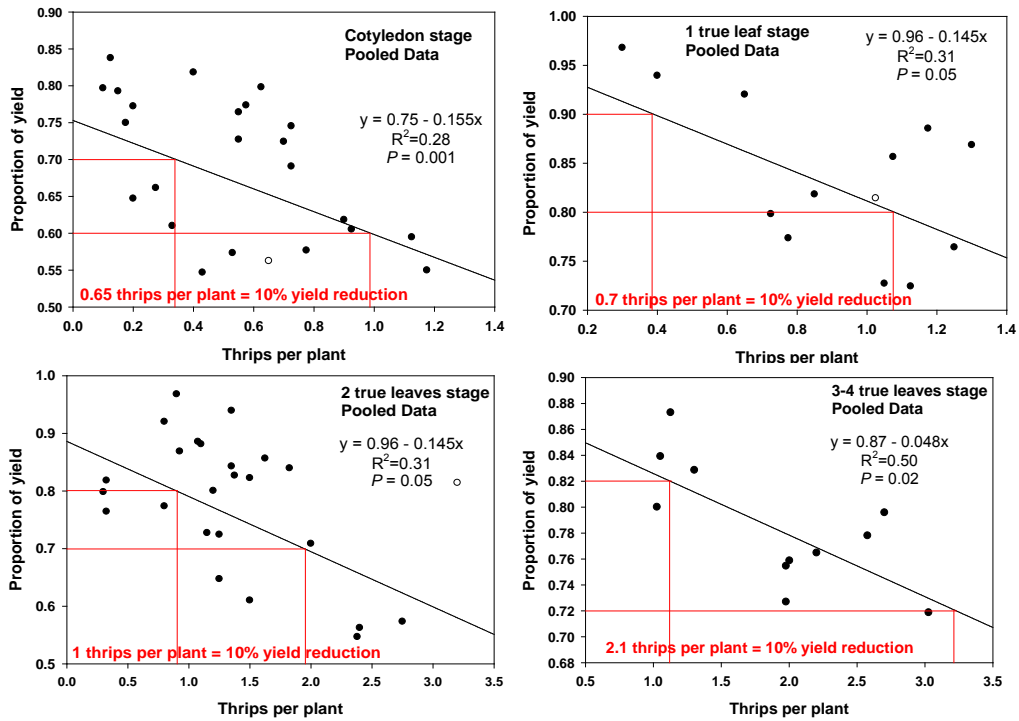 Cotyledon stage
Pooled Data
y = 0.75 - 0.155x
R²=0.28
P = 0.001
0.90
0.85
0.80
0.75
0.70
0.65
0.60
0.55
0.50
Proportion of yield
0.65 thrips per plant = 10% yield reduction
0.0 0.2 0.4 0.6 0.8 1.0 1.2 1.4
Thrips per plant
1 true leaf stage
Pooled Data
y = 0.96 - 0.145x
R²=0.31
P = 0.05
1.00
0.95
0.90
0.85
0.80
0.75
0.70
Proportion of yield
0.7 thrips per plant = 10% yield reduction
0.2 0.4 0.6 0.8 1.0 1.2 1.4
Thrips per plant
2 true leaves stage
Pooled Data
y = 0.96 - 0.145x
R²=0.31
P = 0.05
1.0
0.9
0.8
0.7
0.6
0.5
Proportion of yield
1 thrips per plant = 10% yield reduction
0.0 0.5 1.0 1.5 2.0 2.5 3.0 3.5
Thrips per plant
3-4 true leaves stage
Pooled Data
y = 0.87 - 0.048x
R²=0.50
P = 0.02
0.90
0.88
0.86
0.84
0.82
0.80
0.78
0.76
0.74
0.72
0.70
0.68
Proportion of yield
2.1 thrips per plant = 10% yield reduction
0.5 1.0 1.5 2.0 2.5 3.0 3.5
Thrips per plant